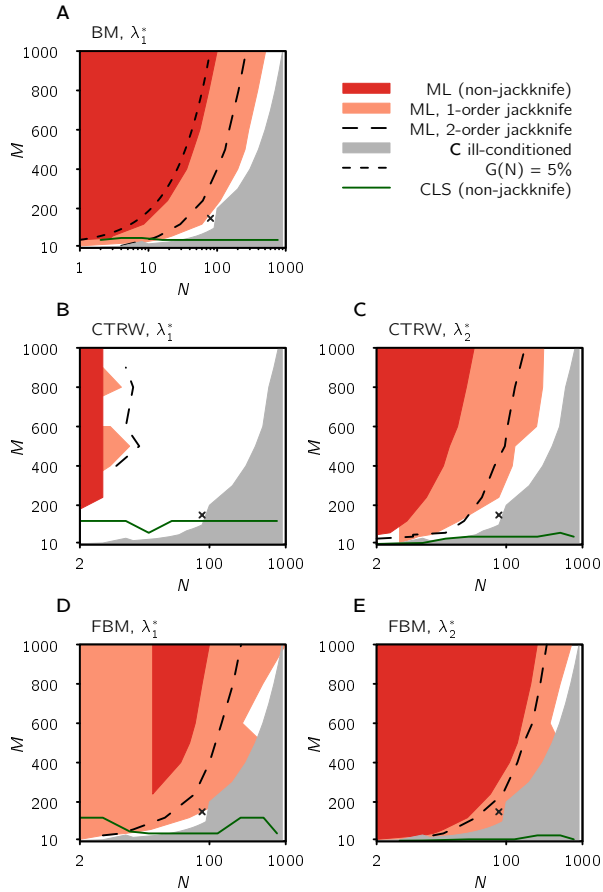 A
BM, λ₁*
1000
800
600
400
200
10
M
1
10
100
1000
N
ML (non-jackknife)
ML, 1-order jackknife
ML, 2-order jackknife
C ill-conditioned
G(N) = 5%
CLS (non-jackknife)
B
CTRW, λ₁*
1000
800
600
400
200
10
M
2
100
1000
N
C
CTRW, λ₂*
1000
800
600
400
200
10
M
2
100
1000
N
D
FBM, λ₁*
1000
800
600
400
200
10
M
2
100
1000
N
E
FBM, λ₂*
1000
800
600
400
200
10
M
2
100
1000
N